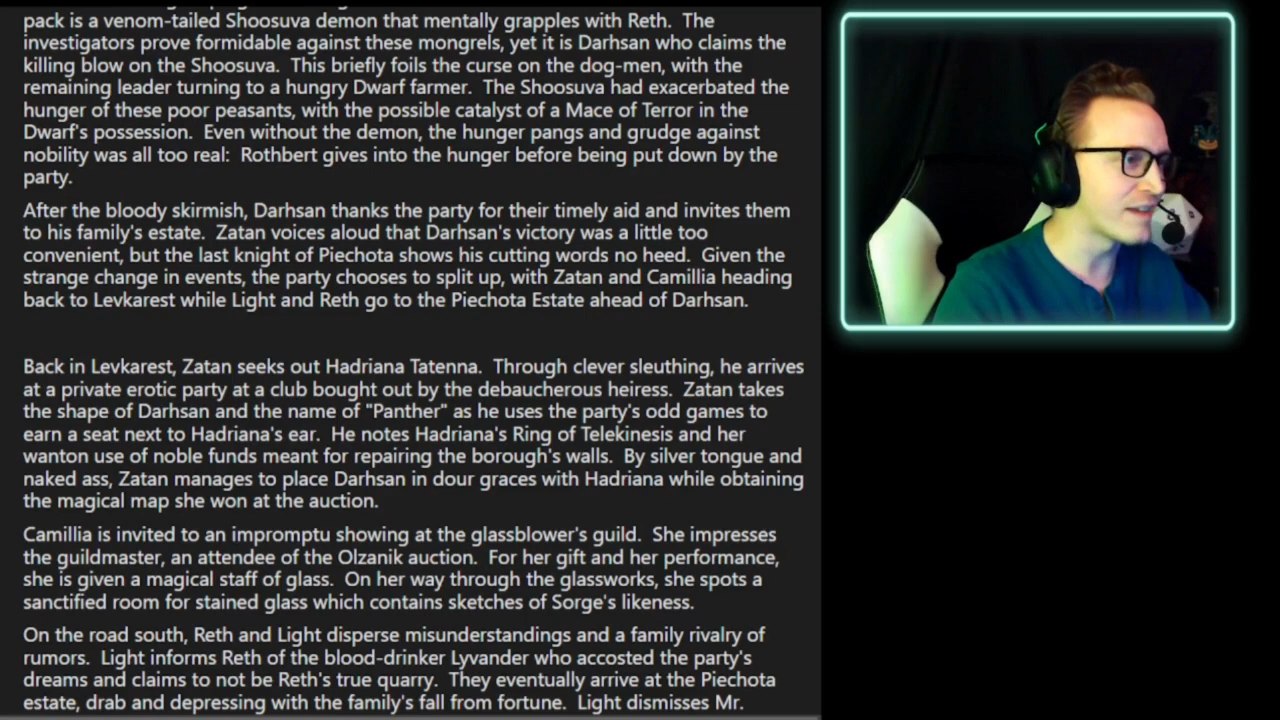 pack is a venom-tailed Shoosuva demon that mentally grapples with Reth.  The
investigators prove formidable against these mongrels, yet it is Darhsan who claims the
killing blow on the Shoosuva.  This briefly foils the curse on the dog-men, with the
remaining leader turning to a hungry Dwarf farmer.  The Shoosuva had exacerbated the
hunger of these poor peasants, with the possible catalyst of a Mace of Terror in the
Dwarf's possession.  Even without the demon, the hunger pangs and grudge against
nobility was all too real:  Rothbert gives into the hunger before being put down by the
party.
After the bloody skirmish, Darhsan thanks the party for their timely aid and invites them
to his family's estate.  Zatan voices aloud that Darhsan's victory was a little too
convenient, but the last knight of Piechota shows his cutting words no heed.  Given the
strange change in events, the party chooses to split up, with Zatan and Camillia heading
back to Levkarest while Light and Reth go to the Piechota Estate ahead of Darhsan.
Back in Levkarest, Zatan seeks out Hadriana Tatenna.  Through clever sleuthing, he arrives
at a private erotic party at a club bought out by the debaucherous heiress.  Zatan takes
the shape of Darhsan and the name of "Panther" as he uses the party's odd games to
earn a seat next to Hadriana's ear.  He notes Hadriana's Ring of Telekinesis and her
wanton use of noble funds meant for repairing the borough's walls.  By silver tongue and
naked ass, Zatan manages to place Darhsan in dour graces with Hadriana while obtaining
the magical map she won at the auction.
Camillia is invited to an impromptu showing at the glassblower's guild.  She impresses
the guildmaster, an attendee of the Olzanik auction.  For her gift and her performance,
she is given a magical staff of glass.  On her way through the glassworks, she spots a
sanctified room for stained glass which contains sketches of Sorge's likeness.
On the road south, Reth and Light disperse misunderstandings and a family rivalry of
rumors.  Light informs Reth of the blood-drinker Lyvander who accosted the party's
dreams and claims to not be Reth's true quarry.  They eventually arrive at the Piechota
estate, drab and depressing with the family's fall from fortune.  Light dismisses Mr.